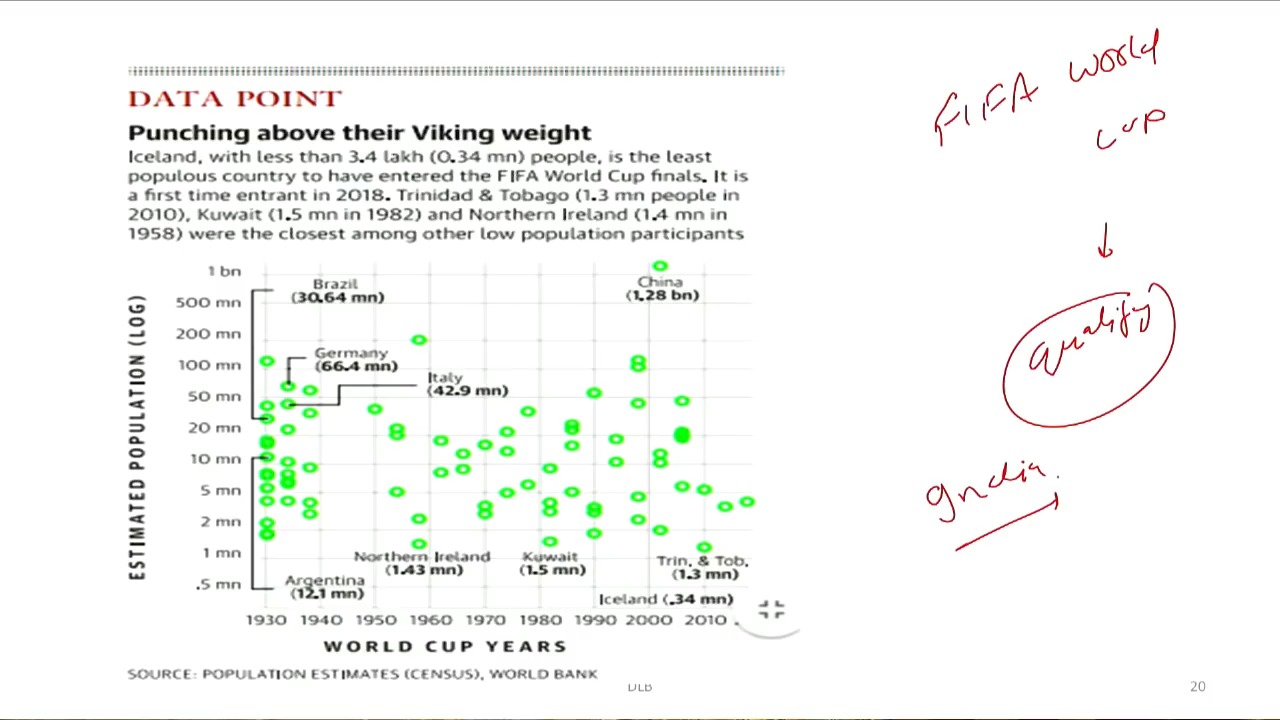 DATA POINT
Punching above their Viking weight
Iceland, with less than 3.4 lakh (0.34 mn) people, is the least
populous country to have entered the FIFA World Cup finals. It is
a first time entrant in 2018. Trinidad & Tobago (1.3 mn people in
2010), Kuwait (1.5 mn in 1982) and Northern Ireland (1.4 mn in
1958) were the closest among other low population participants
ESTIMATED POPULATION (LOG)
1 bn
500 mn
200 mn
100 mn
50 mn
20 mn
10 mn
5 mn
2 mn
1 mn
.5 mn
Brazil
(30.64 mn)
China
(1.28 bn)
Germany
(66.4 mn)
Italy
(42.9 mn)
Northern Ireland
(1.43 mn)
Kuwait
(1.5 mn)
Trin, & Tob,
(1.3 mn)
Argentina
(12.1 mn)
Iceland (.34 mn)
1930 1940 1950 1960 1970 1980 1990 2000 2010 .
WORLD CUP YEARS
SOURCE: POPULATION ESTIMATES (CENSUS), WORLD BANK
20
FIFA World
cup
Qualify
India.